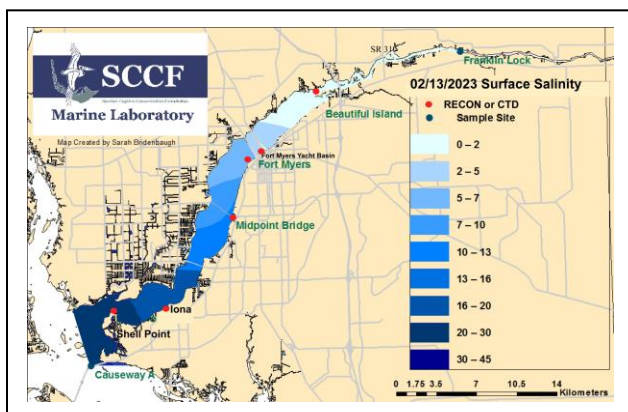 SCCF
Marine Laboratory
Map Created by Sarah Bridenbaugh
I-75
SR 31
Franklin Lock
Beautiful Island
Fort Myers Yacht Basin
Fort Myers
Midpoint Bridge
Iona
Shell Point
Causeway A
02/13/2023 Surface Salinity
RECON or CTD
Sample Site
0 – 2
2 – 5
5 – 7
7 – 10
10 – 13
13 – 16
16 – 20
20 – 30
30 – 45
0 1.75 3.5 7 10.5 14
Kilometers